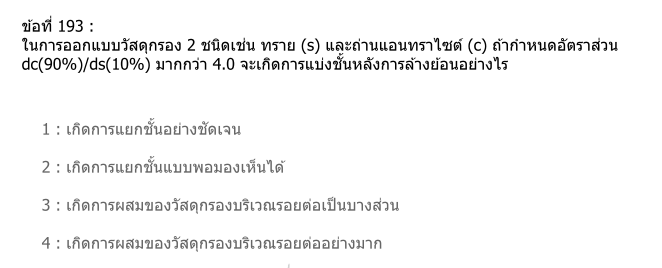 ข้อที่ 193 :
ในการออกแบบวัสดุกรอง 2 ชนิดเช่น ทราย (s) และถ่านแอนทราไซต์ (c) ถ้ากำหนดอัตราส่วน
dc(90%)/ds(10%) มากกว่า 4.0 จะเกิดการแบ่งชั้นหลังการล้างย้อนอย่างไร
1 : เกิดการแยกชั้นอย่างชัดเจน
2 : เกิดการแยกชั้นแบบพอมองเห็นได้
3 : เกิดการผสมของวัสดุกรองบริเวณรอยต่อเป็นบางส่วน
4 : เกิดการผสมของวัสดุกรองบริเวณรอยต่ออย่างมาก